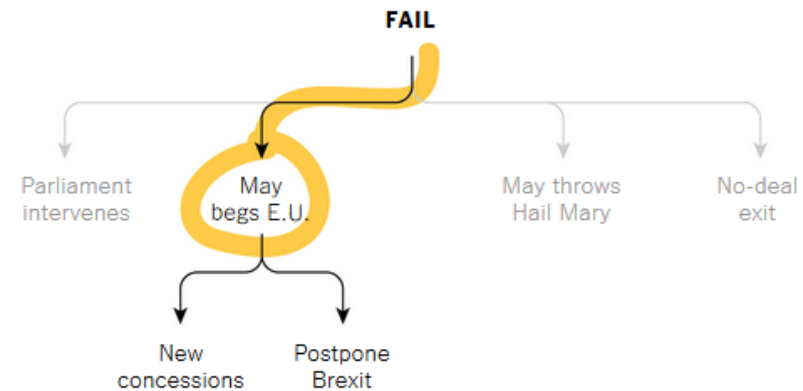 FAIL
Parliament
intervenes
May
begs E.U.
May throws
Hail Mary
No-deal
exit
New
concessions
Postpone
Brexit